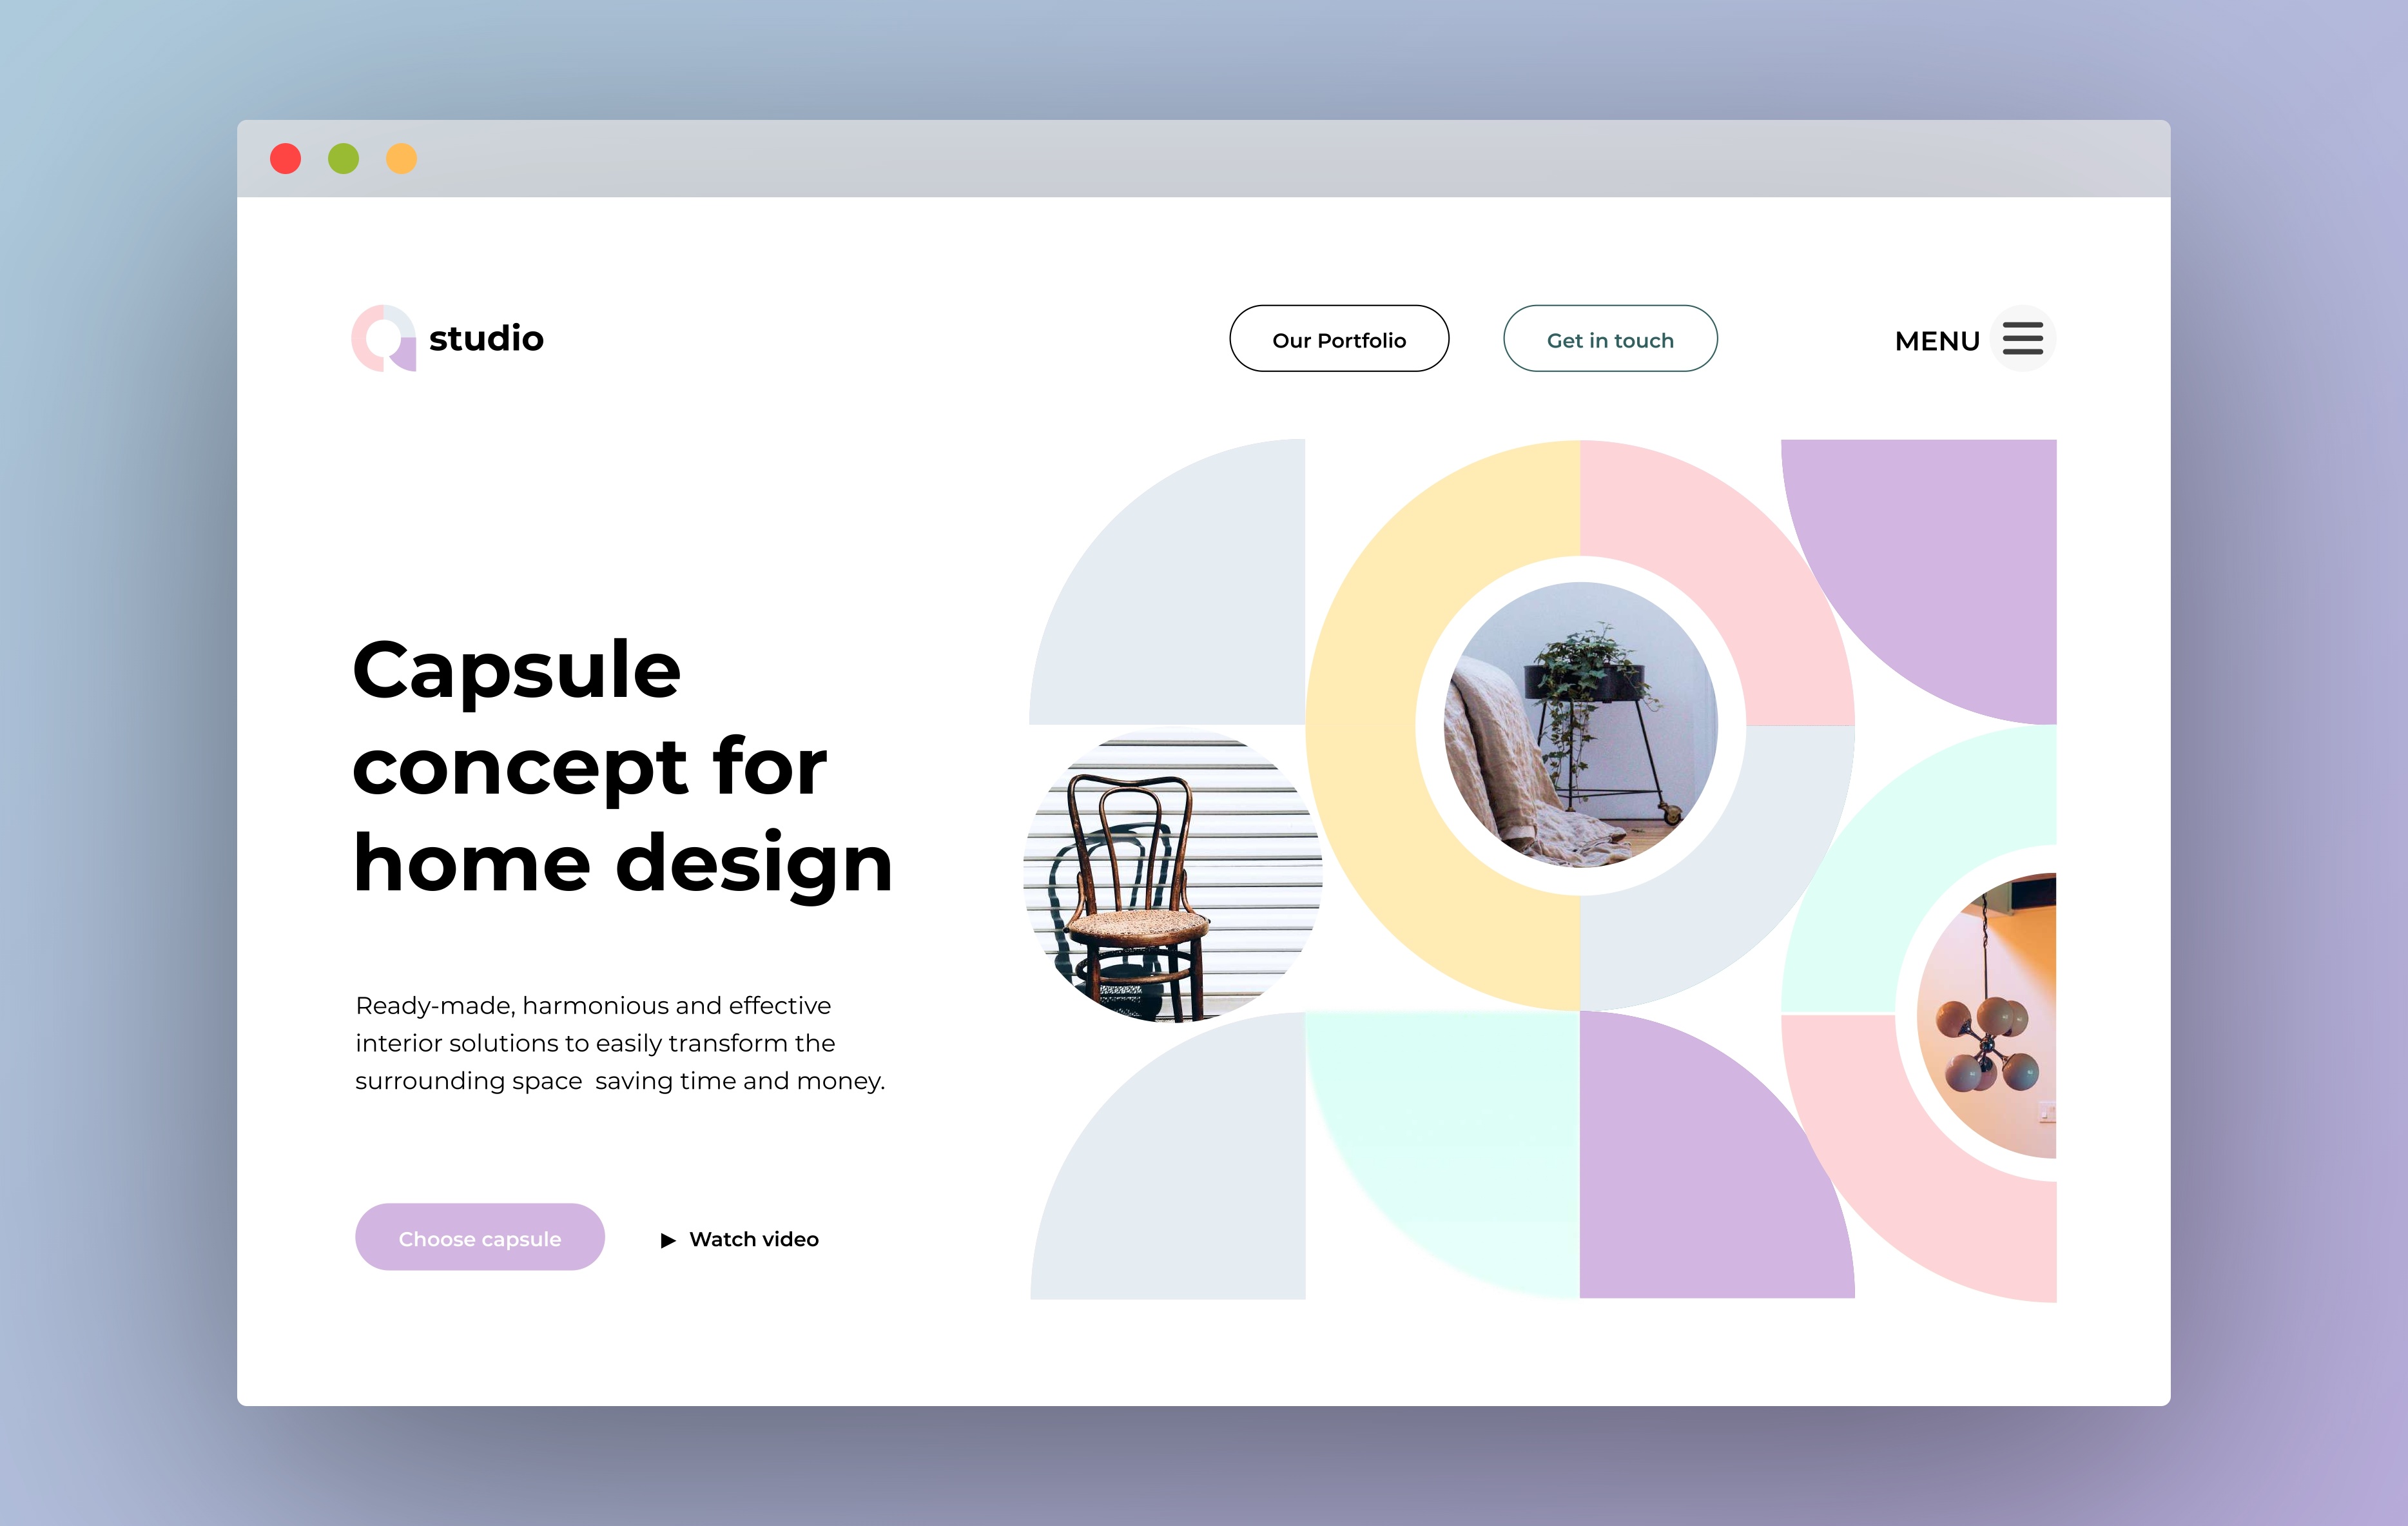 studio
Our Portfolio
Get in touch
MENU
Capsule
concept for
home design
Ready-made, harmonious and effective
interior solutions to easily transform the
surrounding space  saving time and money.
Choose capsule
Watch video